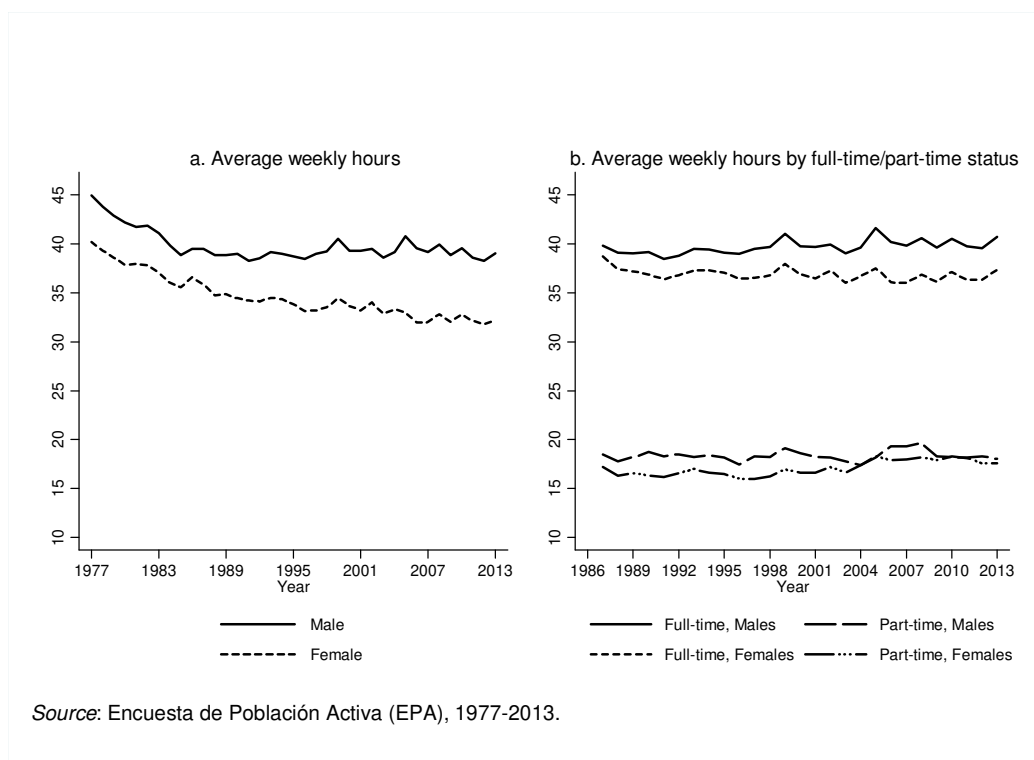 a. Average weekly hours
45
40
35
30
25
20
15
10
1977 1983 1989 1995 2001 2007 2013
Year
Male
Female
b. Average weekly hours by full-time/part-time status
45
40
35
30
25
20
15
10
1986 1989 1992 1995 1998 2001 2004 2007 2010 2013
Year
Full-time, Males Part-time, Males
Full-time, Females Part-time, Females
Source: Encuesta de Población Activa (EPA), 1977-2013.